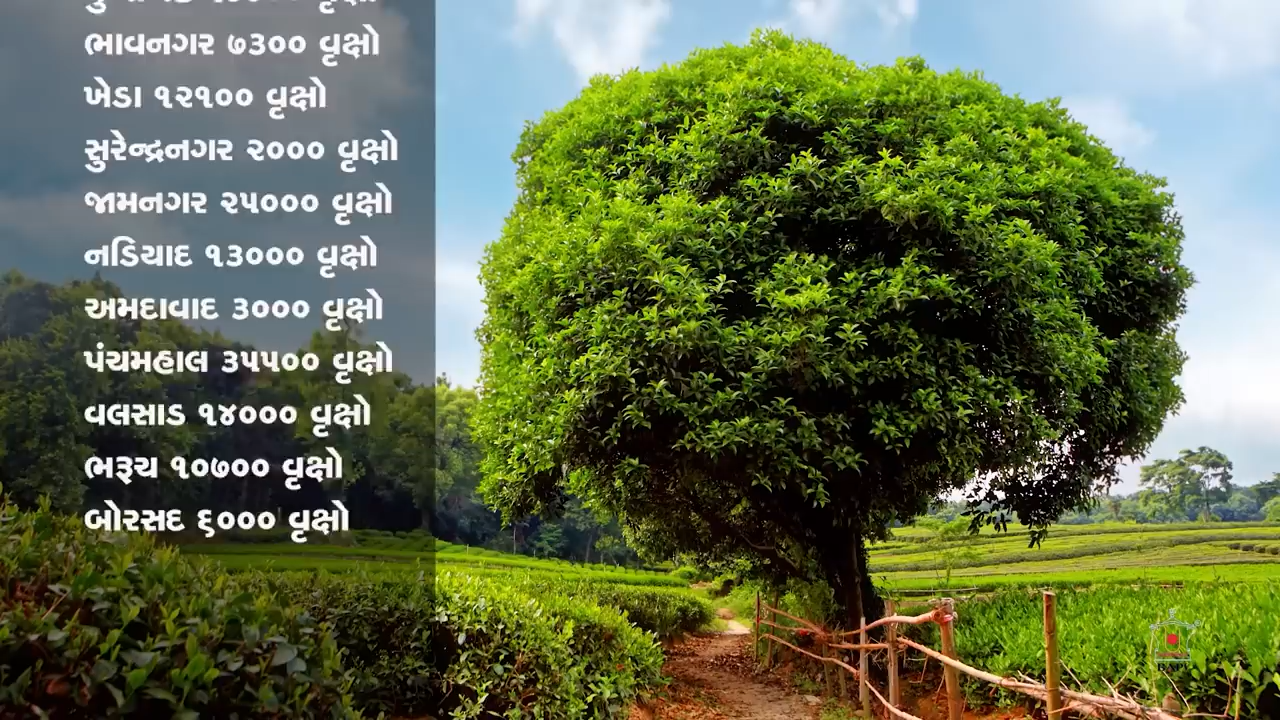 ભાવનગર ૭૩૦૦ વૃક્ષો
ખેડા ૧૨૧૦૦ વૃક્ષો
સુરેન્દ્રનગર ૨૦૦૦ વૃક્ષો
જામનગર ૨૫૦૦૦ વૃક્ષો
નડિયાદ ૧૩૦૦૦ વૃક્ષો
અમદાવાદ ૩૦૦૦ વૃક્ષો
પંચમહાલ ૩૫૫૦૦ વૃક્ષો
વલસાડ ૧૪૦૦૦ વૃક્ષો
ભરૂચ ૧૦૭૦૦ વૃક્ષો
બોરસદ ૬૦૦૦ વૃક્ષો